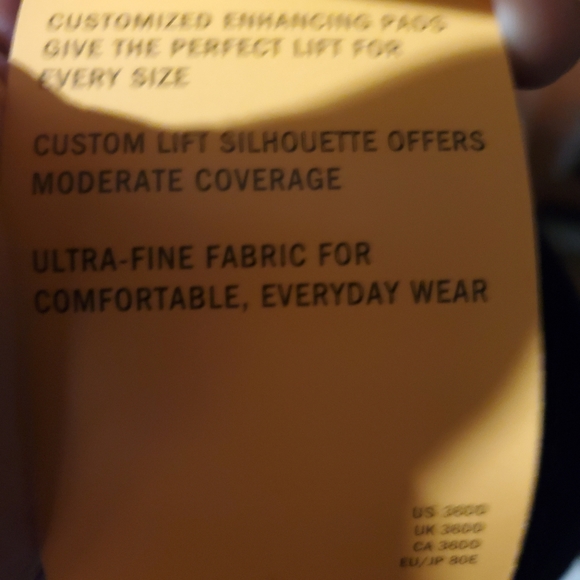 CUSTOMIZED ENHANCING PADS
GIVE THE PERFECT LIFT FOR
EVERY SIZE
CUSTOM LIFT SILHOUETTE OFFERS
MODERATE COVERAGE
ULTRA-FINE FABRIC FOR
COMFORTABLE, EVERYDAY WEAR
US 36DD
UK 36DD
CA 36DD
EU/JP 80E